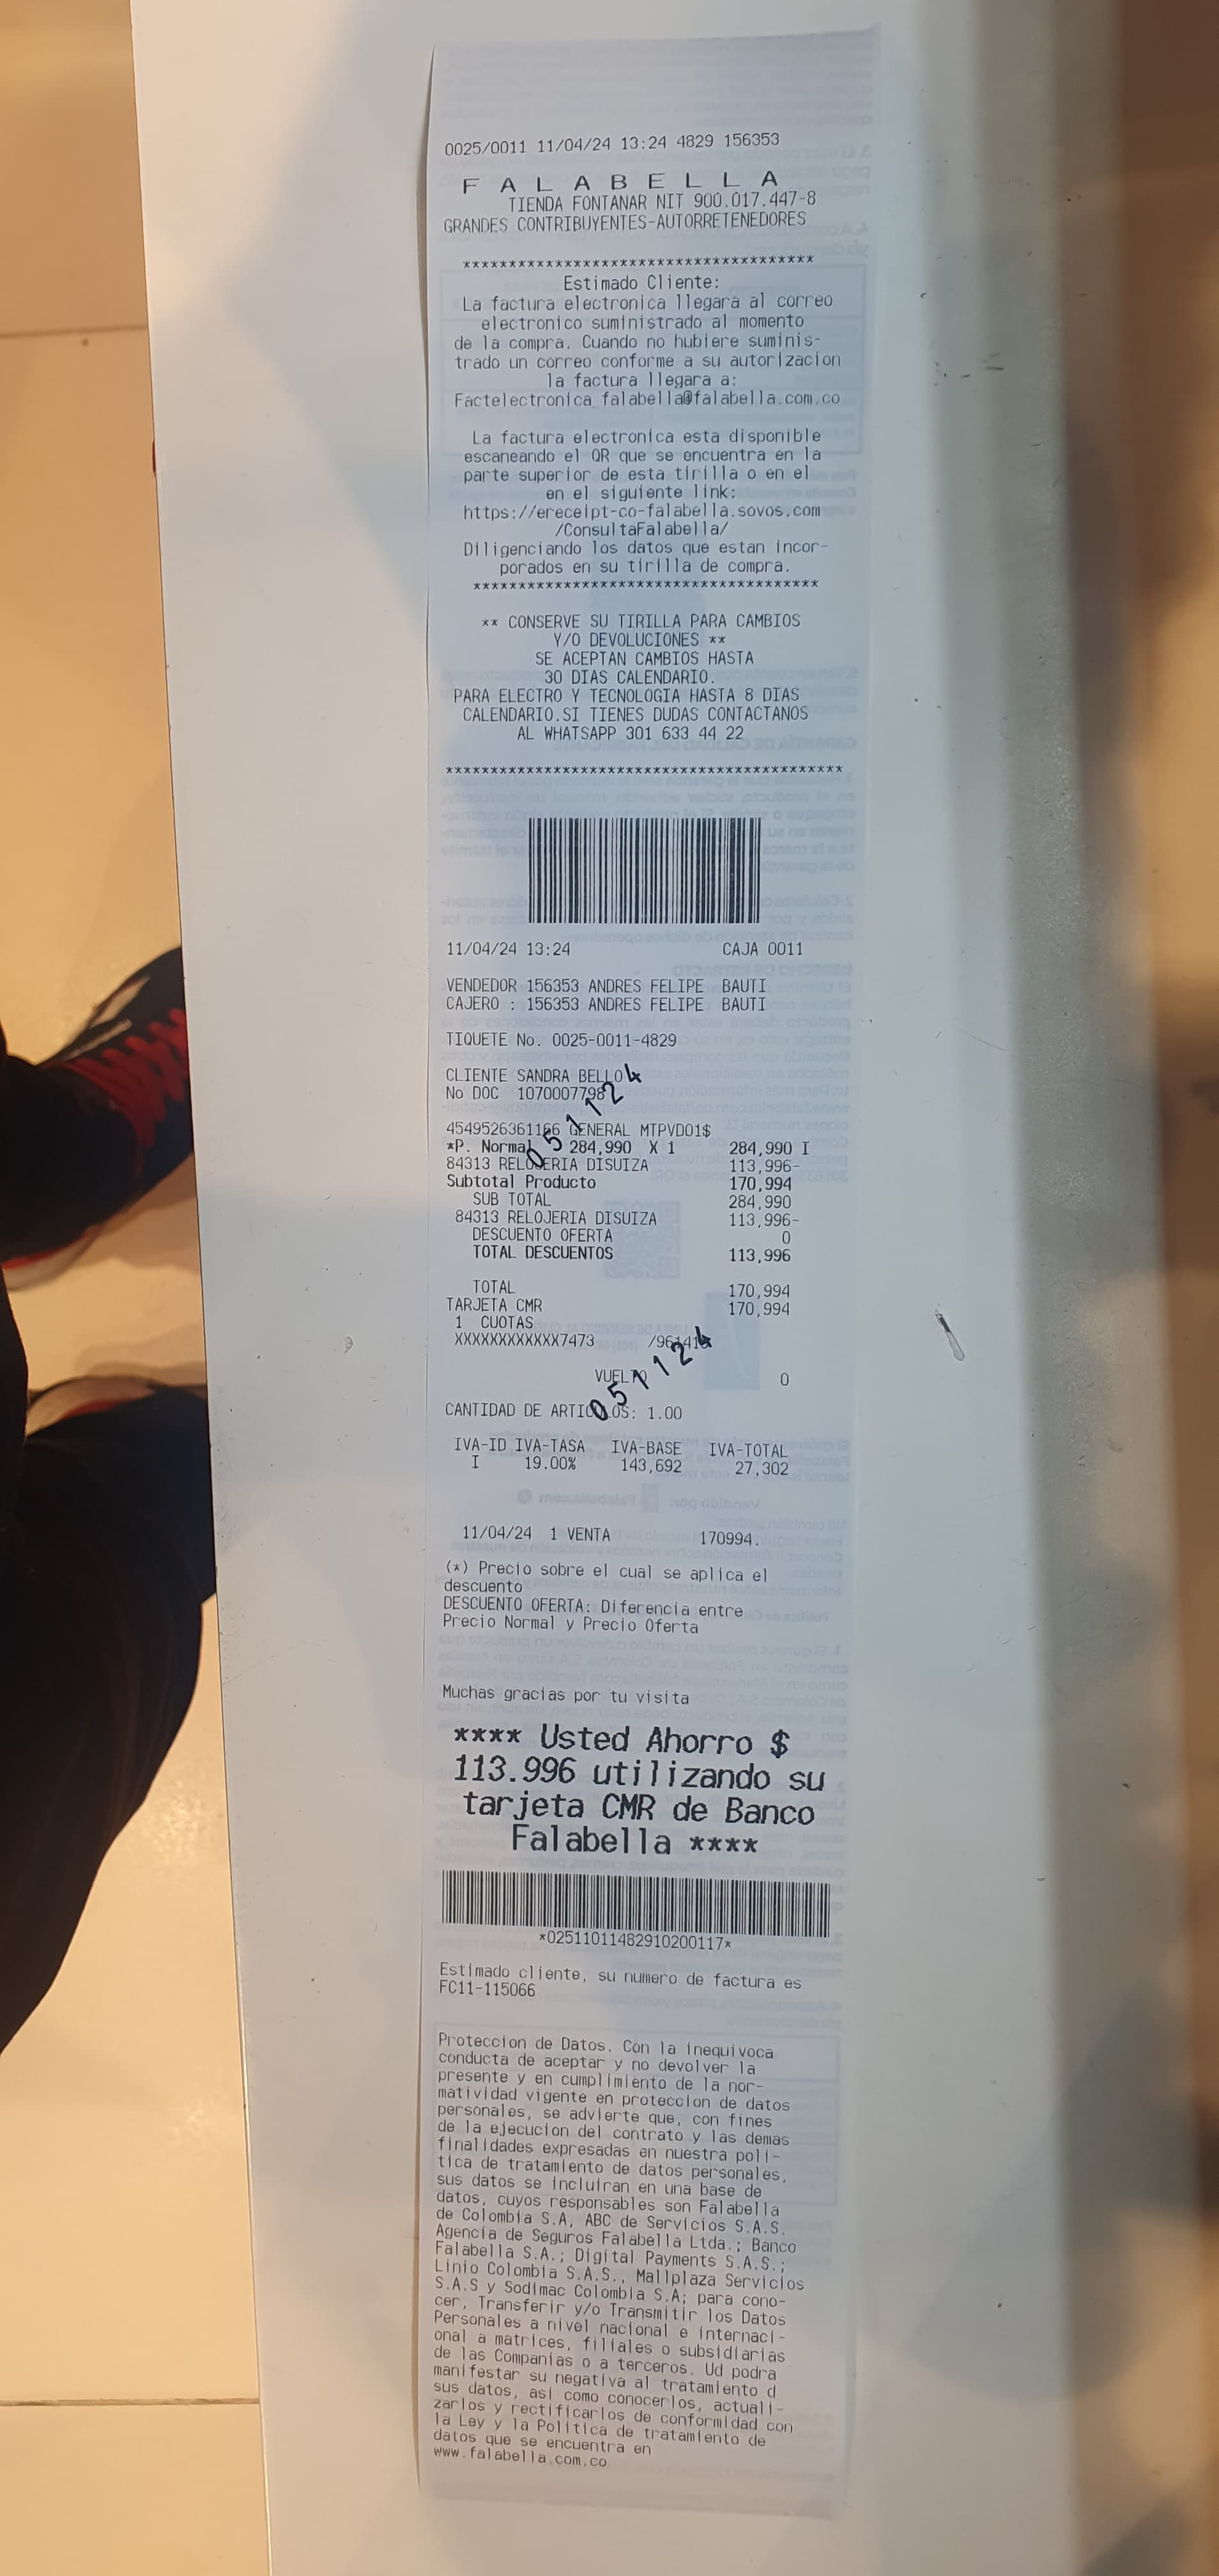 0025/0011 11/04/24 13:24 4829 156353
F A L A B E L L A
TIENDA FONTANAR NIT 900.017.447-8
GRANDES CONTRIBUYENTES-AUTORRETENEDORES
**************************************
Estimado Cliente:
La factura electronica llegara al correo
electronico suministrado al momento
de la compra. Cuando no hubiere suminis-
trado un correo conforme a su autorizacion
la factura llegara a:
Factelectronica_falabella@falabella.com.co
La factura electronica esta disponible
escaneando el QR que se encuentra en la
parte superior de esta tirilla o en el
en el siguiente link:
https://ereceipt-co-falabella.sovos.com
/ConsultaFalabella/
Diligenciando los datos que estan incor-
porados en su tirilla de compra.
**************************************
** CONSERVE SU TIRILLA PARA CAMBIOS
Y/O DEVOLUCIONES **
SE ACEPTAN CAMBIOS HASTA
30 DIAS CALENDARIO.
PARA ELECTRO Y TECNOLOGIA HASTA 8 DIAS
CALENDARIO.SI TIENES DUDAS CONTACTANOS
AL WHATSAPP 301 633 44 22
********************************************
11/04/24 13:24 CAJA 0011
VENDEDOR 156353 ANDRES FELIPE BAUTI
CAJERO : 156353 ANDRES FELIPE BAUTI
TIQUETE No. 0025-0011-4829
CLIENTE SANDRA BELLO
No DOC 1070007798
051124
4549526361166 GENERAL MTPVD01$
*P. Normal 284,990 X 1 284,990 I
84313 RELOJERIA DISUIZA 113,996-
Subtotal Producto 170,994
SUB TOTAL 284,990
84313 RELOJERIA DISUIZA 113,996-
DESCUENTO OFERTA 0
TOTAL DESCUENTOS 113,996
TOTAL 170,994
TARJETA CMR 170,994
1 CUOTAS
XXXXXXXXXXXX7473
051124
VUELTO 0
CANTIDAD DE ARTICULOS: 1.00
IVA-ID IVA-TASA IVA-BASE IVA-TOTAL
I 19.00% 143,692 27,302
11/04/24 1 VENTA 170994.
(*) Precio sobre el cual se aplica el
descuento
DESCUENTO OFERTA: Diferencia entre
Precio Normal y Precio Oferta
Muchas gracias por tu visita
**** Usted Ahorro $
113.996 utilizando su
tarjeta CMR de Banco
Falabella ****
*02511011482910200117*
Estimado cliente, su numero de factura es
FC11-115066
Proteccion de Datos. Con la inequivoca
conducta de aceptar y no devolver la
presente y en cumplimiento de la nor-
matividad vigente en proteccion de datos
personales, se advierte que, con fines
de la ejecucion del contrato y las demas
finalidades expresadas en nuestra poli-
tica de tratamiento de datos personales,
sus datos se incluiran en una base de
datos, cuyos responsables son Falabella
de Colombia S.A, ABC de Servicios S.A.S.
Agencia de Seguros Falabella Ltda.; Banco
Falabella S.A.; Digital Payments S.A.S.;
Linio Colombia S.A.S., Mallplaza Servicios
S.A.S y Sodimac Colombia S.A; para cono-
cer, Transferir y/o Transmitir los Datos
Personales a nivel nacional e internaci-
onal a matrices, filiales o subsidiarias
de las Companias o a terceros. Ud podra
manifestar su negativa al tratamiento d
sus datos, asi como conocerlos, actuali-
zarlos y rectificarlos de conformidad con
la Ley y la Politica de tratamiento de
datos que se encuentra en
www.falabella.com.co